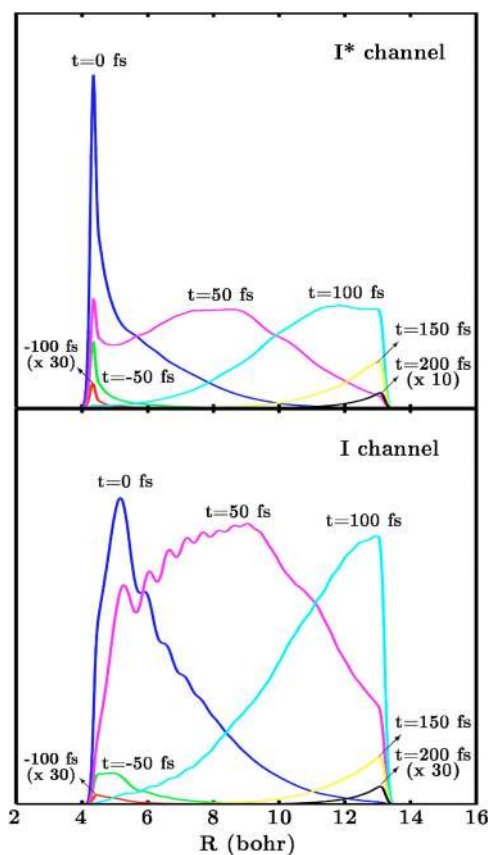 I* channel
t=0 fs
t=50 fs
t=100 fs
t=150 fs
-100 fs
(x 30)
t=-50 fs
t=200 fs
(x 10)
I channel
t=0 fs
t=50 fs
t=100 fs
t=150 fs
-100 fs
(x 30)
t=-50 fs
t=200 fs
(x 30)
2 4 6 8 10 12 14 16
R (bohr)